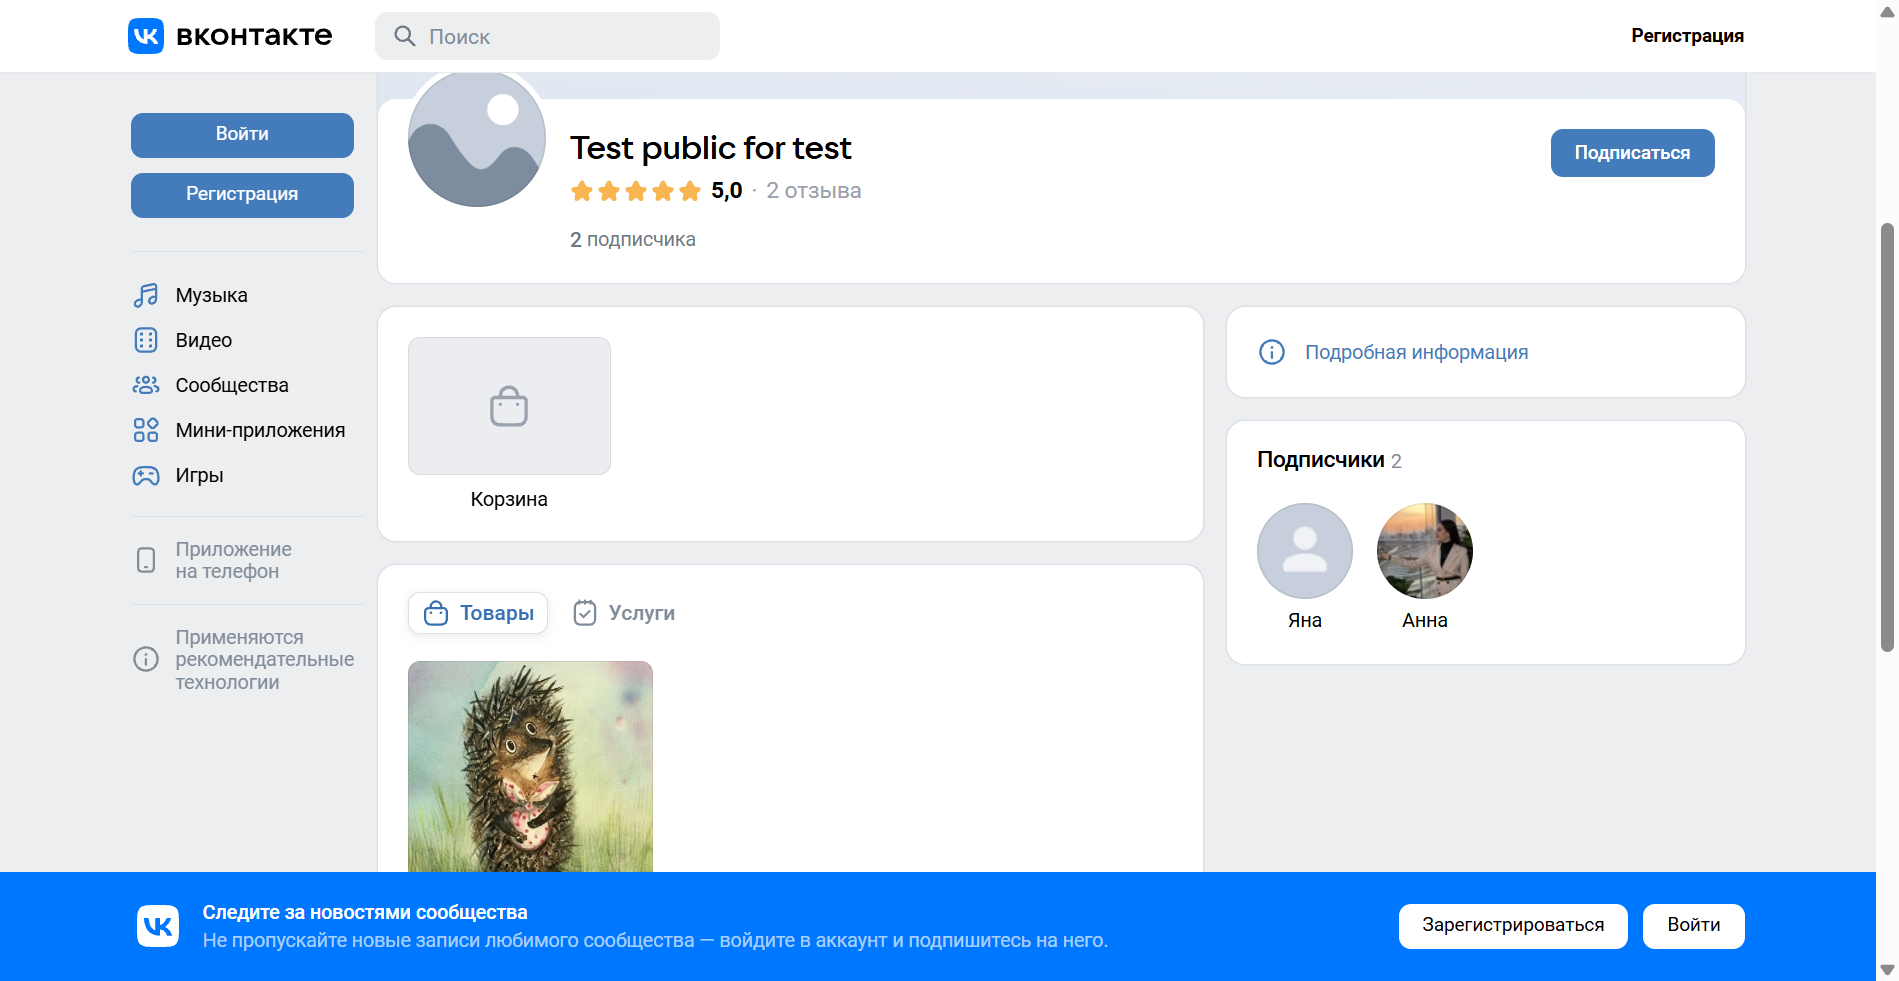 вконтакте
Поиск
Регистрация
Войти
Регистрация
Музыка
Видео
Сообщества
Мини-приложения
Игры
Приложение
на телефон
Применяются
рекомендательные
технологии
Test public for test
5,0 · 2 отзыва
2 подписчика
Подписаться
Корзина
Товары
Услуги
Подробная информация
Подписчики 2
Яна
Анна
Следите за новостями сообщества
Не пропускайте новые записи любимого сообщества — войдите в аккаунт и подпишитесь на него.
Зарегистрироваться
Войти